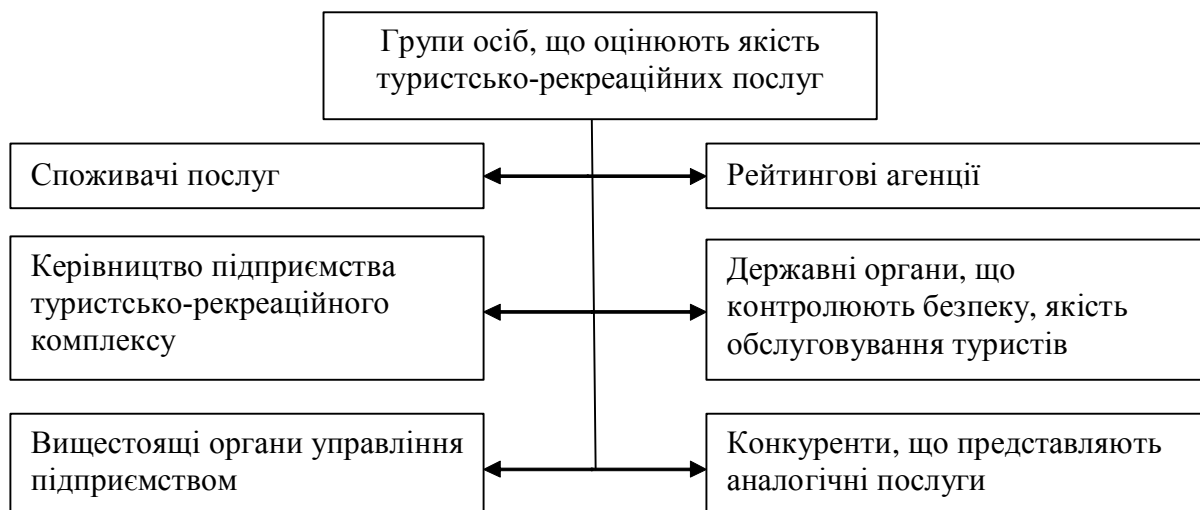 Групи осіб, що оцінюють якість
туристсько-рекреаційних послуг
Споживачі послуг
Рейтингові агенції
Керівництво підприємства
туристсько-рекреаційного
комплексу
Державні органи, що
контролюють безпеку, якість
обслуговування туристів
Вищестоящі органи управління
підприємством
Конкуренти, що представляють
аналогічні послуги